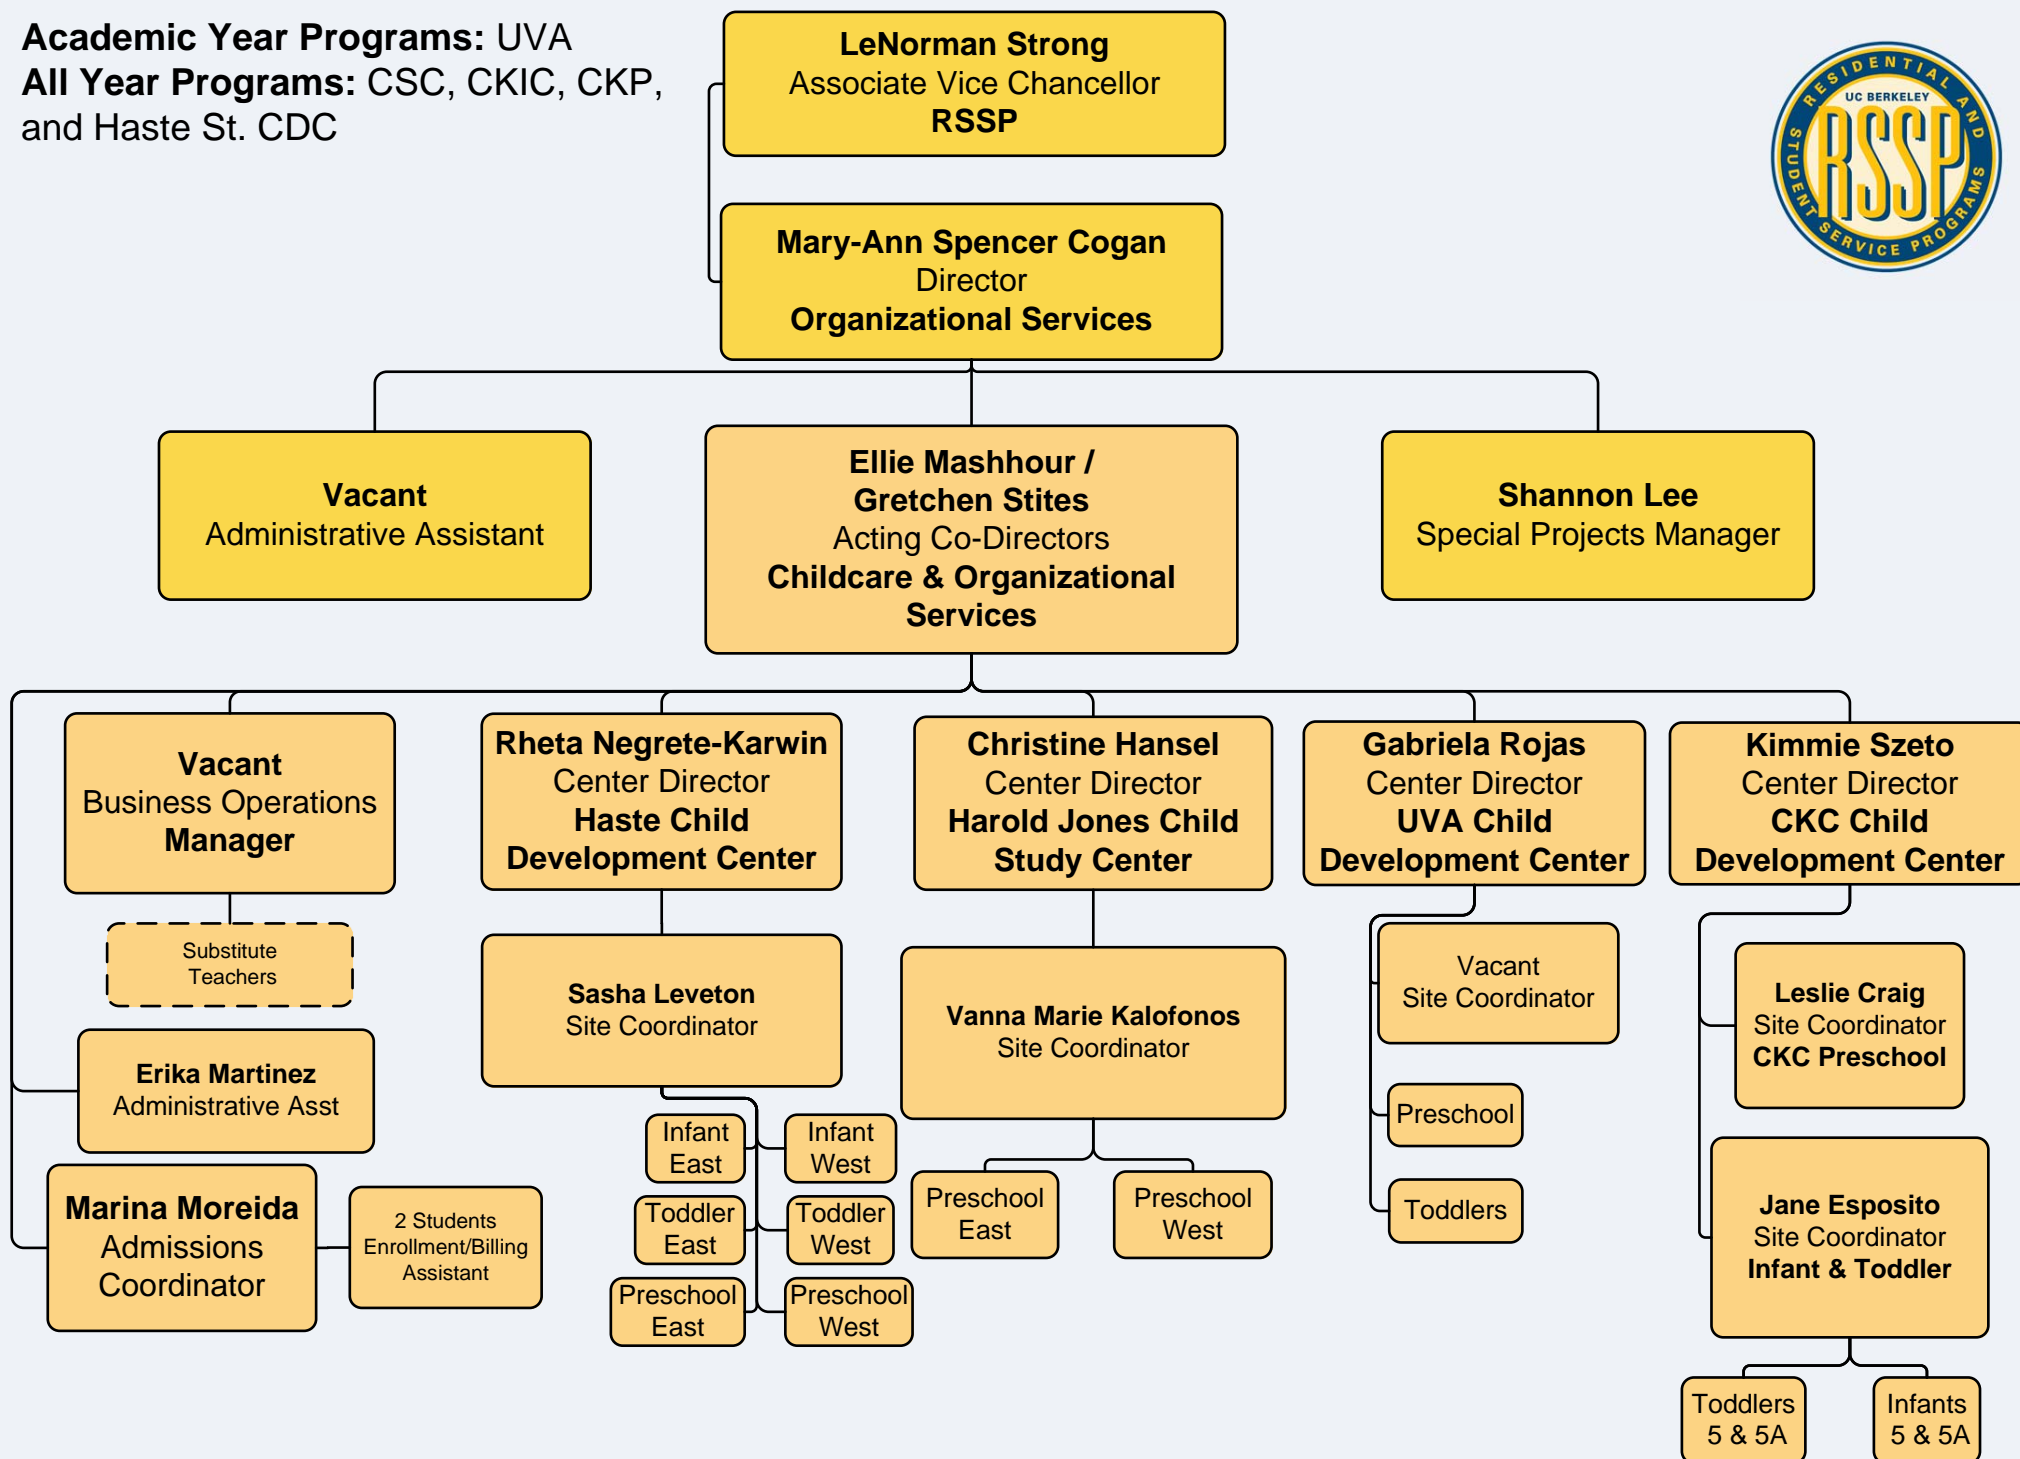 Academic Year Programs: UVA
All Year Programs: CSC, CKIC, CKP,
and Haste St. CDC
LeNorman Strong
Associate Vice Chancellor
RSSP
RESIDENTIAL AND
STUDENT SERVICE PROGRAMS
UC BERKELEY
RSSP
Mary-Ann Spencer Cogan
Director
Organizational Services
Vacant
Administrative Assistant
Ellie Mashhour /
Gretchen Stites
Acting Co-Directors
Childcare & Organizational
Services
Shannon Lee
Special Projects Manager
Vacant
Business Operations
Manager
Substitute
Teachers
Erika Martinez
Administrative Asst
Marina Moreida
Admissions
Coordinator
2 Students
Enrollment/Billing
Assistant
Rheta Negrete-Karwin
Center Director
Haste Child
Development Center
Sasha Leveton
Site Coordinator
Infant
East
Infant
West
Toddler
East
Toddler
West
Preschool
East
Preschool
West
Christine Hansel
Center Director
Harold Jones Child
Study Center
Vanna Marie Kalofonos
Site Coordinator
Preschool
East
Preschool
West
Gabriela Rojas
Center Director
UVA Child
Development Center
Vacant
Site Coordinator
Preschool
Toddlers
Kimmie Szeto
Center Director
CKC Child
Development Center
Leslie Craig
Site Coordinator
CKC Preschool
Jane Esposito
Site Coordinator
Infant & Toddler
Toddlers
5 & 5A
Infants
5 & 5A